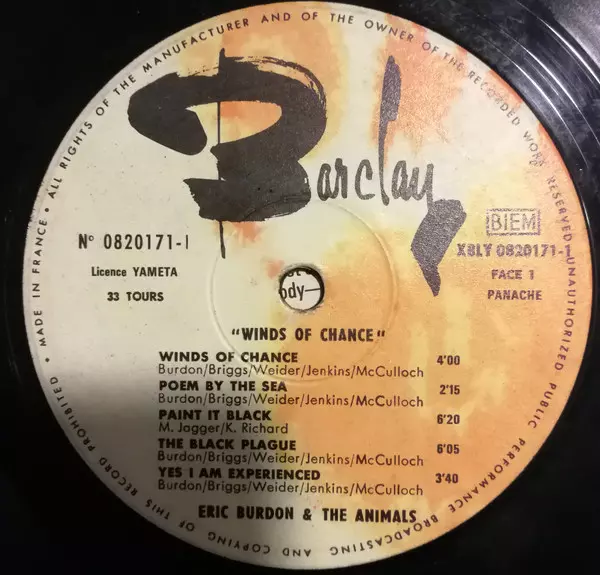 • MADE IN FRANCE • ALL RIGHTS OF THE MANUFACTURER AND OF THE OWNER OF THE RECORDED WORK RESERVED UNAUTHORIZED PUBLIC PERFORMANCE BROADCASTING AND COPYING OF THIS RECORD PROHIBITED
Barclay
N° 0820171-1
Licence YAMETA
33 TOURS
BIEM
XBLY 0820171-1
FACE 1
PANACHE
ody
"WINDS OF CHANCE"
WINDS OF CHANCE 4'00
Burdon/Briggs/Weider/Jenkins/McCulloch
POEM BY THE SEA 2'15
Burdon/Briggs/Weider/Jenkins/McCulloch
PAINT IT BLACK 6'20
M. Jagger/K. Richard
THE BLACK PLAGUE 6'05
Burdon/Briggs/Weider/Jenkins/McCulloch
YES I AM EXPERIENCED 3'40
Burdon/Briggs/Weider/Jenkins/McCulloch
ERIC BURDON & THE ANIMALS